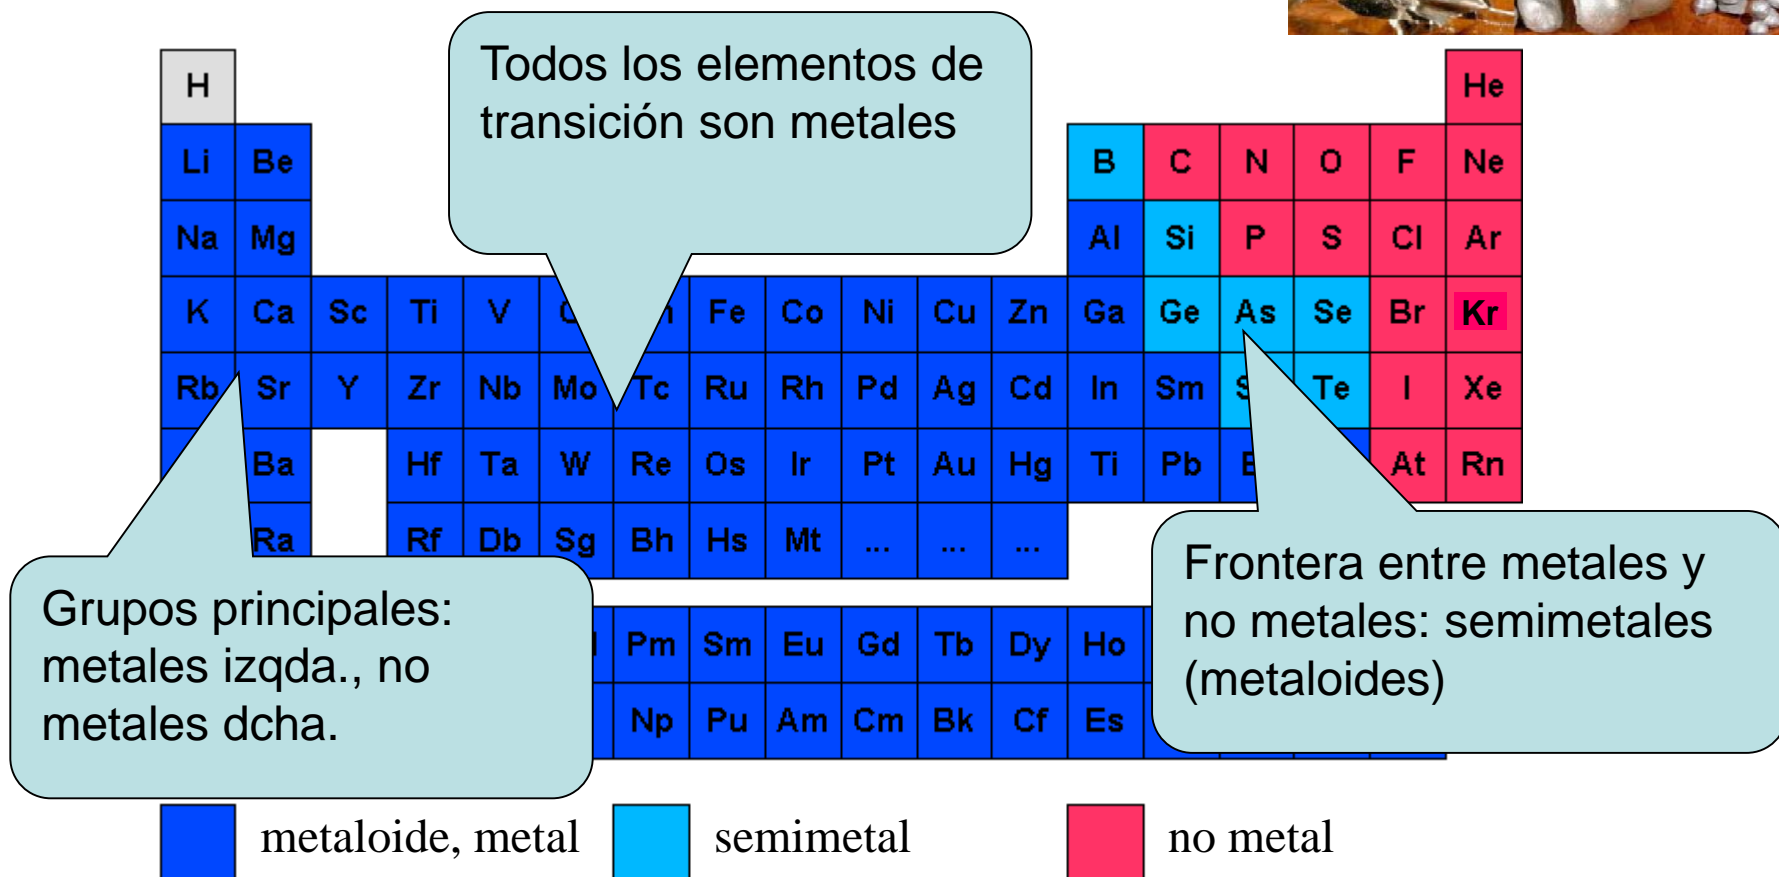 Todos los elementos de
transición son metales
H He
Li Be B C N O F Ne
Na Mg Al Si P S Cl Ar
K Ca Sc Ti V Fe Co Ni Cu Zn Ga Ge As Se Br Kr
Rb Sr Y Zr Nb Mo Tc Ru Rh Pd Ag Cd In Sm Te I Xe
Ba Hf Ta W Re Os Ir Pt Au Hg Ti Pb At Rn
Ra Rf Db Sg Bh Hs Mt ... ... ...
Grupos principales:
metales izqda., no
metales dcha.
Frontera entre metales y
no metales: semimetales
(metaloides)
Pm Sm Eu Gd Tb Dy Ho
Np Pu Am Cm Bk Cf Es
metaloide, metal semimetal no metal